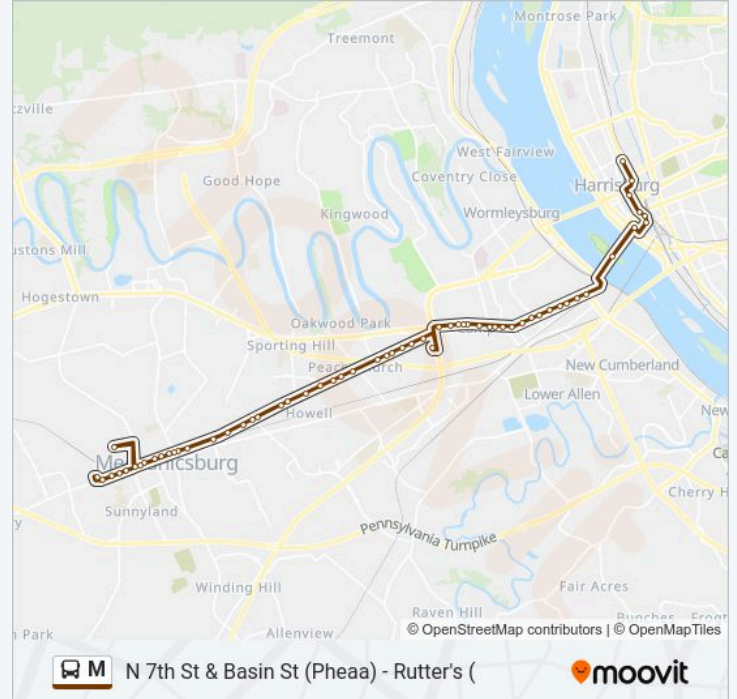 Montrose Park
Treemont
tzville
West Fairview
Coventry Close
Good Hope
Harrisburg
Kingwood
Wormleysburg
ustons Mill
Hogestown
Oakwood Park
Sporting Hill
New Cumberland
Lower Allen
New
Howell
Ca
Mechanicsburg
Cherry H
Sunnyland
Pennsylvania Turnpike
Winding Hill
Fair Acres
Raven Hill
n Park
Allenview
© OpenStreetMap contributors | © OpenMapTiles
M N 7th St & Basin St (Pheaa) - Rutter's (
moovit